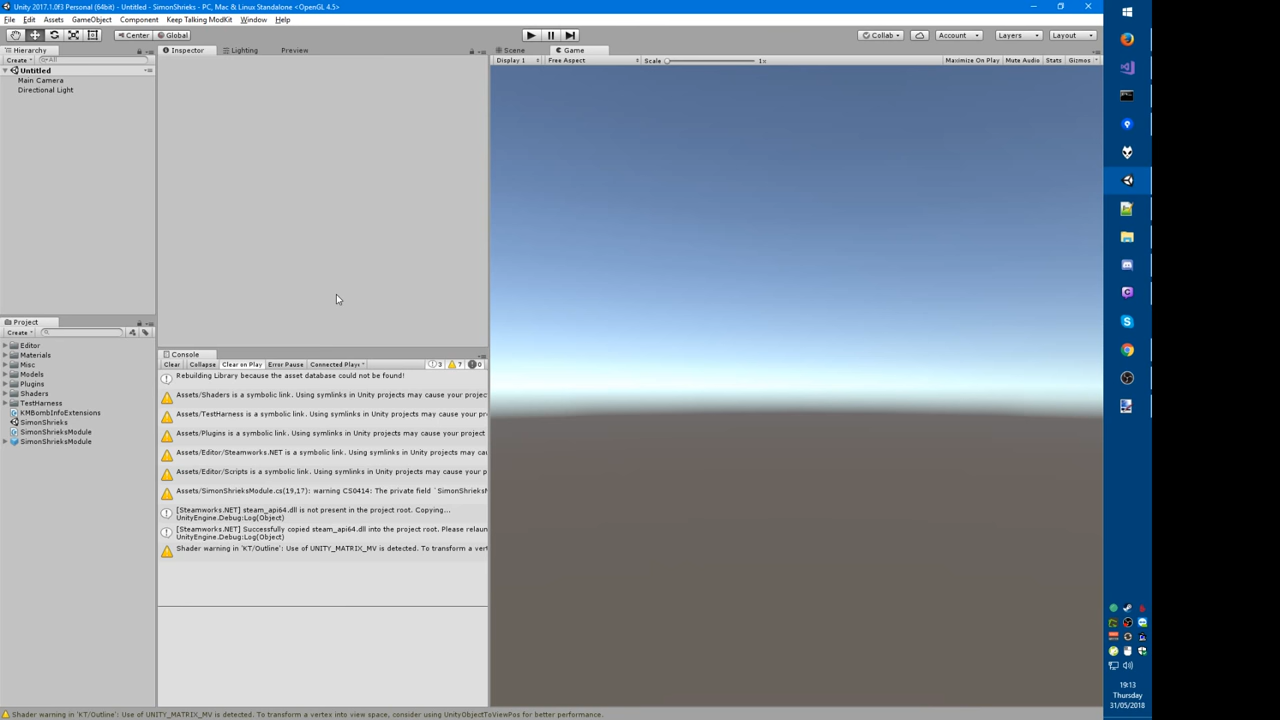 Unity 2017.1.0f3 Personal (64bit) - Untitled - SimonShrieks - PC, Mac & Linux Standalone <OpenGL 4.5>
File Edit Assets GameObject Component Keep Talking ModKit Window Help
Center Global Collab Account Layers Layout
Hierarchy
Create All
Untitled
Main Camera
Directional Light
Inspector Lighting Preview
Scene Game
Display 1 Free Aspect Scale 1x Maximize On Play Mute Audio Stats Gizmos
Project
Create
Editor
Materials
Misc
Models
Plugins
Shaders
TestHarness
KMBombInfoExtensions
SimonShrieks
SimonShrieksModule
SimonShrieksModule
Console
Clear Collapse Clear on Play Error Pause Connected Playe 3 7 0
Rebuilding Library because the asset database could not be found!
Assets/Shaders is a symbolic link. Using symlinks in Unity projects may cause your projec
Assets/TestHarness is a symbolic link. Using symlinks in Unity projects may cause your p
Assets/Plugins is a symbolic link. Using symlinks in Unity projects may cause your project
Assets/Editor/Steamworks.NET is a symbolic link. Using symlinks in Unity projects may ca
Assets/Editor/Scripts is a symbolic link. Using symlinks in Unity projects may cause your
Assets/SimonShrieksModule.cs(19,17): warning CS0414: The private field `SimonShrieksM
[Steamworks.NET] steam_api64.dll is not present in the project root. Copying...
UnityEngine.Debug:Log(Object)
[Steamworks.NET] Successfully copied steam_api64.dll into the project root. Please relaun
UnityEngine.Debug:Log(Object)
Shader warning in 'KT/Outline': Use of UNITY_MATRIX_MV is detected. To transform a vert
Shader warning in 'KT/Outline': Use of UNITY_MATRIX_MV is detected. To transform a vertex into view space, consider using UnityObjectToViewPos for better performance.
19:13
Thursday
31/05/2018